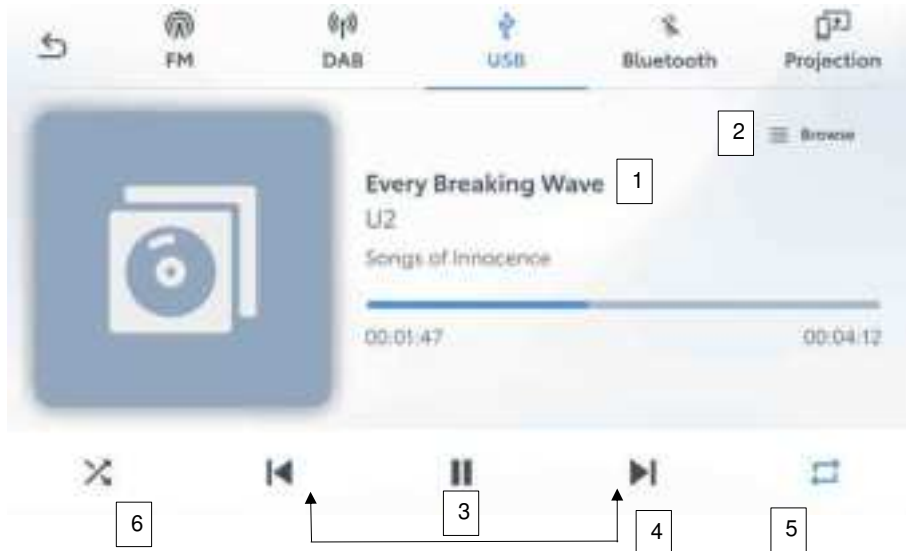 FM DAB USB Bluetooth Projection
2 Browse
Every Breaking Wave 1
U2
Songs of Innocence
00:01:47 00:04:12
3
6 4 5